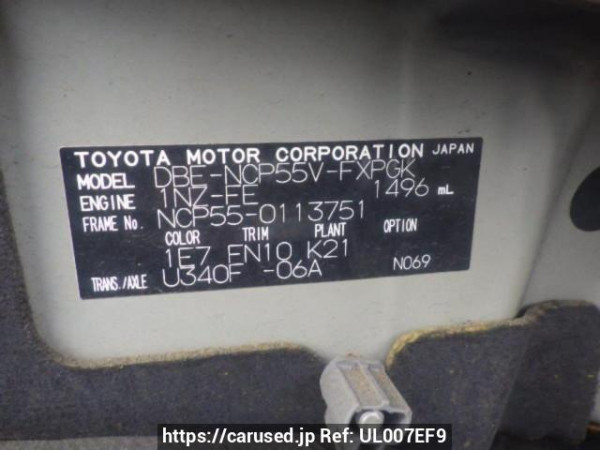 TOYOTA MOTOR CORPORATION JAPAN
MODEL DBE-NCP55V-FXPGK
ENGINE 1NZ-FE 1496 mL
FRAME No. NCP55-0113751
COLOR TRIM PLANT OPTION
1E7 FN10 K21
TRANS./AXLE U340F -06A N069
https://carused.jp Ref: UL007EF9